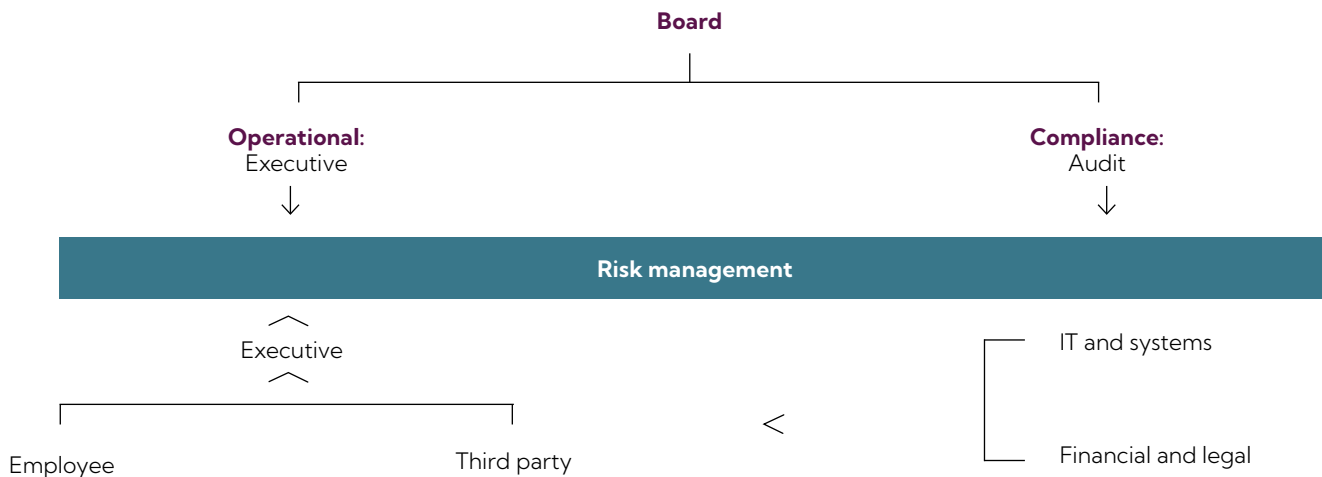 Board
Operational:
Executive
Compliance:
Audit
Risk management
Executive
IT and systems
Employee
Third party
Financial and legal